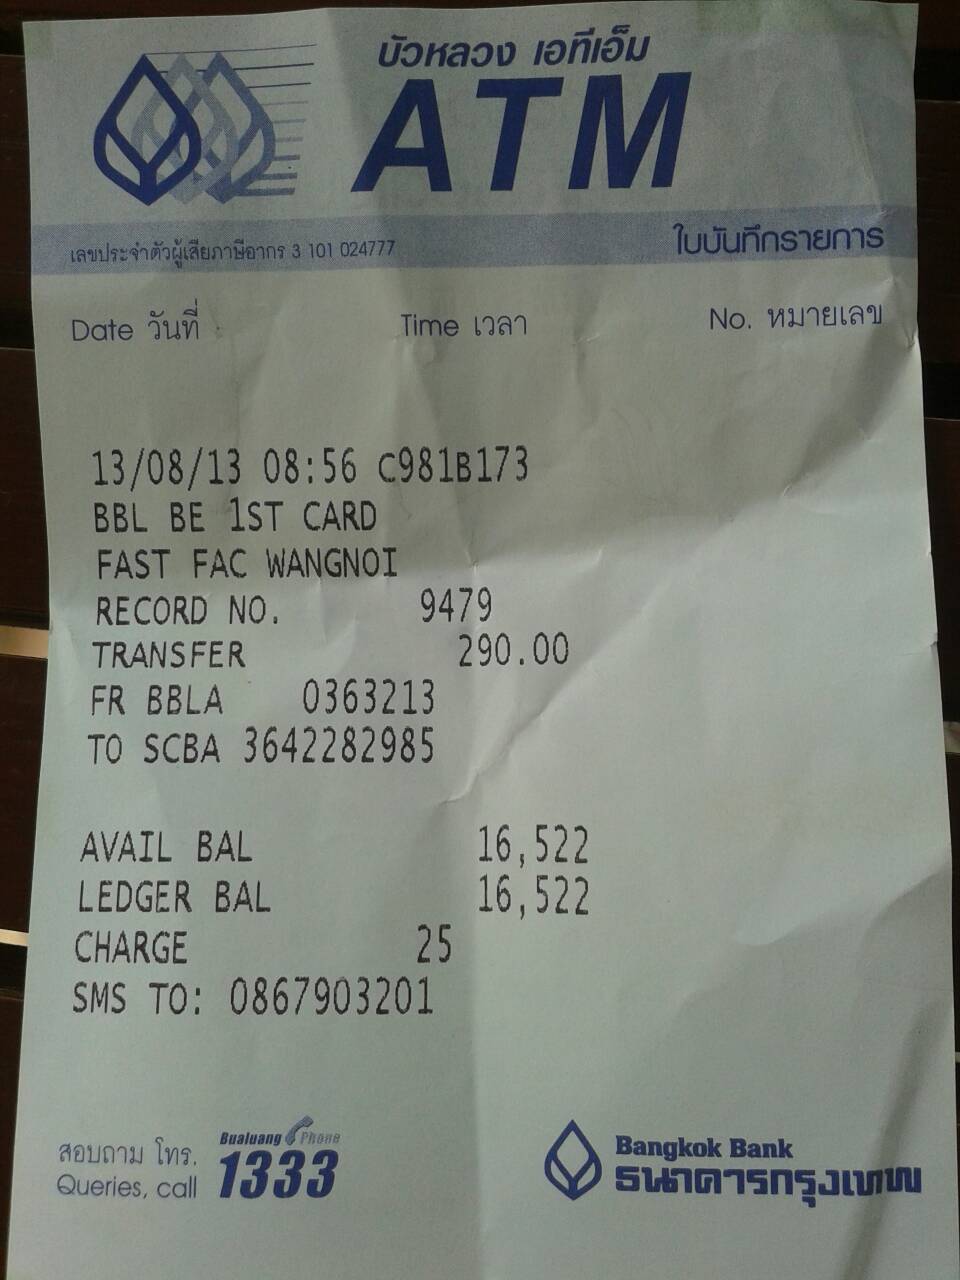 บัวหลวง เอทีเอ็ม
ATM
เลขประจำตัวผู้เสียภาษีอากร 3 101 024777
ใบบันทึกรายการ
Date วันที่ Time เวลา No. หมายเลข
13/08/13 08:56 C981B173
BBL BE 1ST CARD
FAST FAC WANGNOI
RECORD NO. 9479
TRANSFER 290.00
FR BBLA 0363213
TO SCBA 3642282985
AVAIL BAL 16,522
LEDGER BAL 16,522
CHARGE 25
SMS TO: 0867903201
สอบถาม โทร.
Queries, call
Bualuang Phone
1333
Bangkok Bank
ธนาคารกรุงเทพ